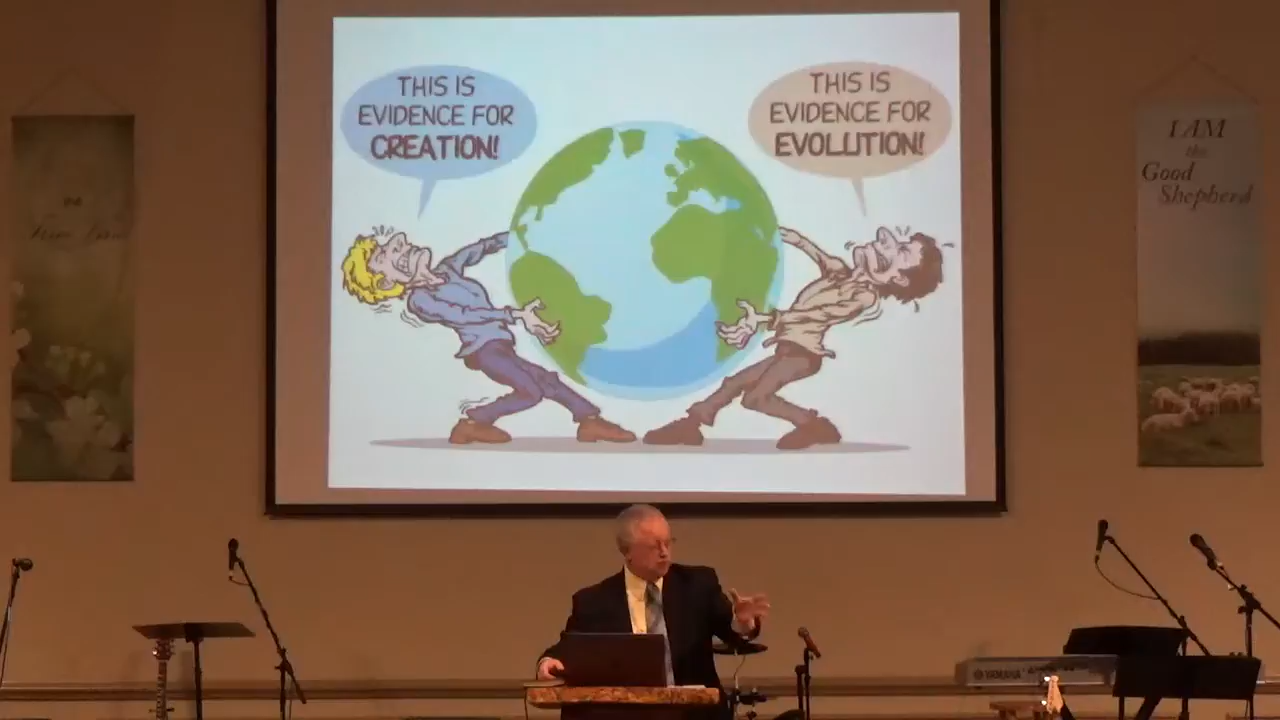 THIS IS
EVIDENCE FOR
CREATION!
THIS IS
EVIDENCE FOR
EVOLUTION!
I AM
the
Good
Shepherd
YAMAHA